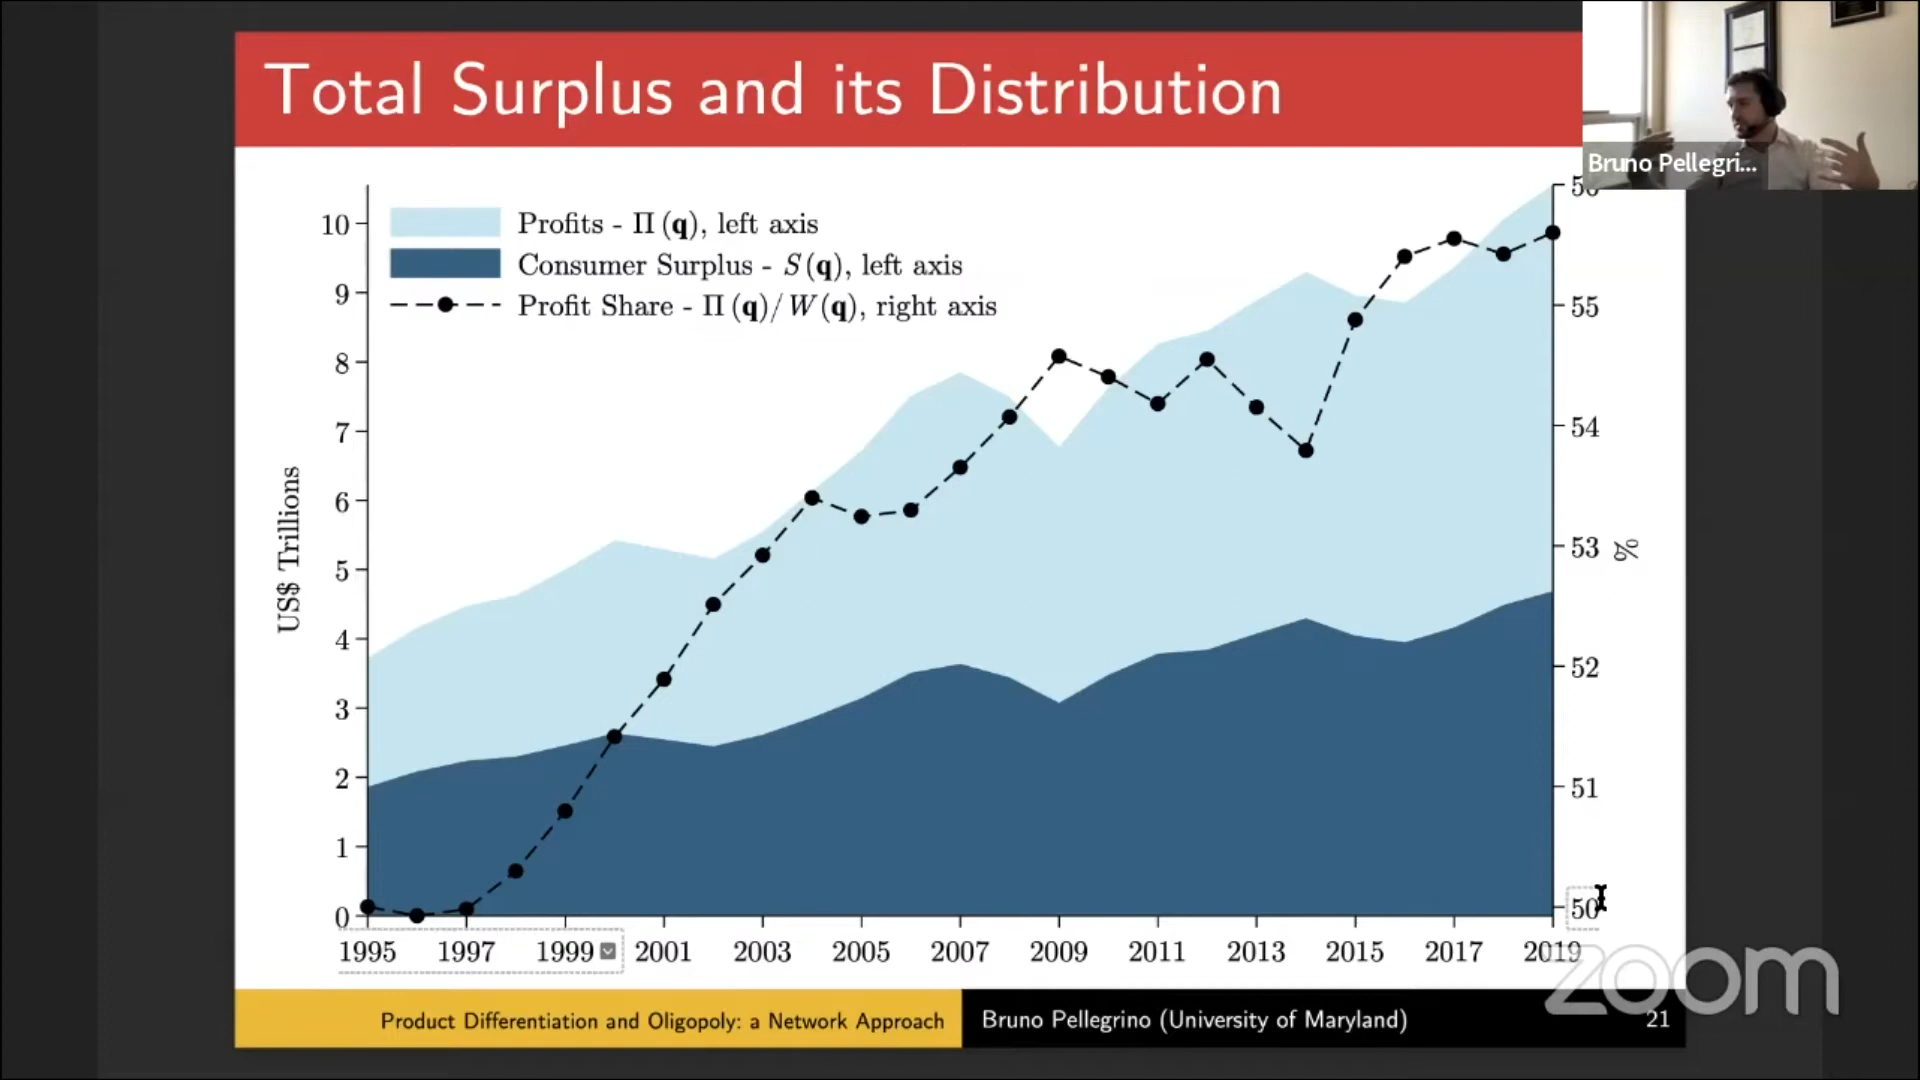 Total Surplus and its Distribution
Bruno Pellegri...
Profits - Π (q), left axis
Consumer Surplus - S (q), left axis
Profit Share - Π (q) / W (q), right axis
US$ Trillions
10
9
8
7
6
5
4
3
2
1
0
55
54
53
52
51
50
%
1995 1997 1999 2001 2003 2005 2007 2009 2011 2013 2015 2017 2019
zoom
Product Differentiation and Oligopoly: a Network Approach
Bruno Pellegrino (University of Maryland)
21